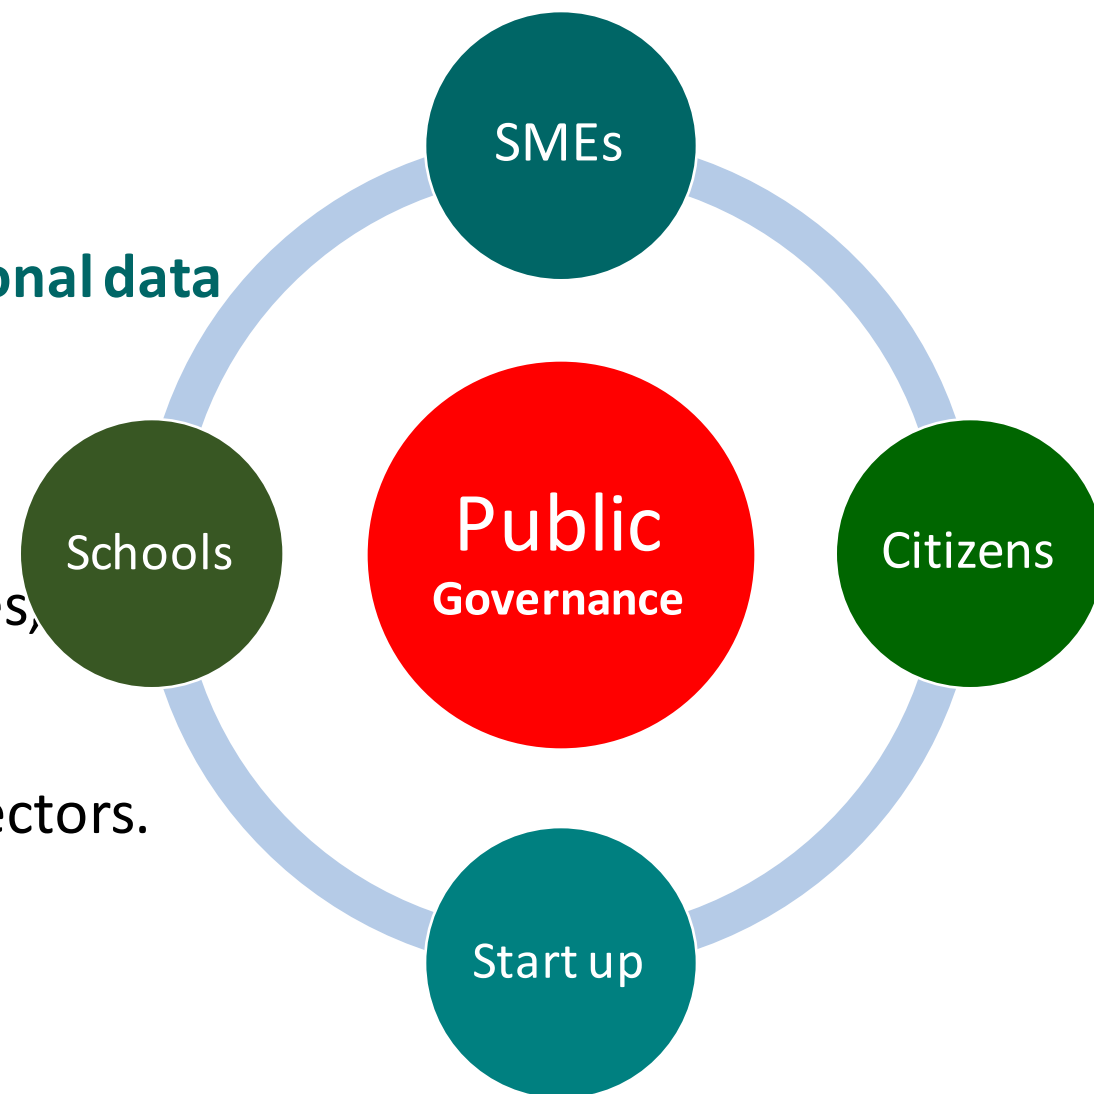 SMEs
onal data
Schools
Public
Governance
Citizens
s,
ectors.
Start up